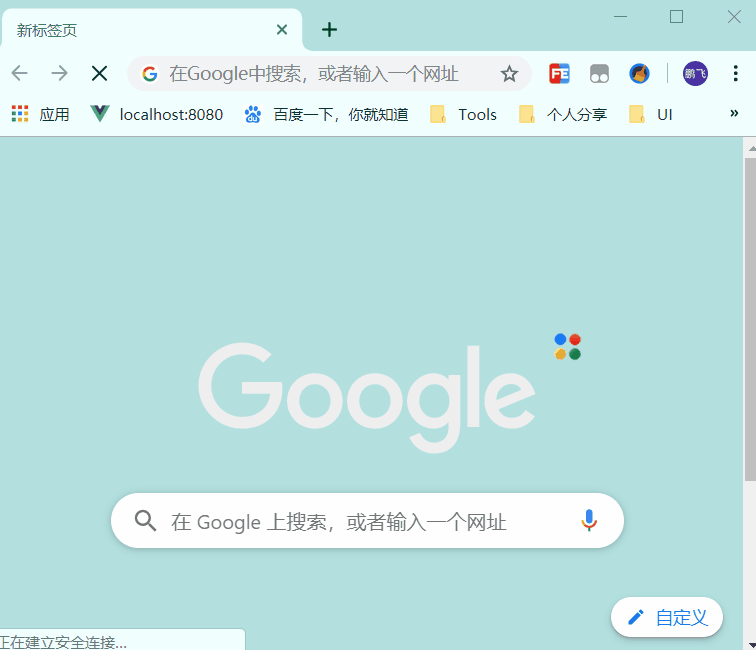 新标签页
在Google中搜索，或者输入一个网址
鹏飞
应用 localhost:8080 百度一下，你就知道 Tools 个人分享 UI »
Google
在 Google 上搜索，或者输入一个网址
自定义
正在建立安全连接...